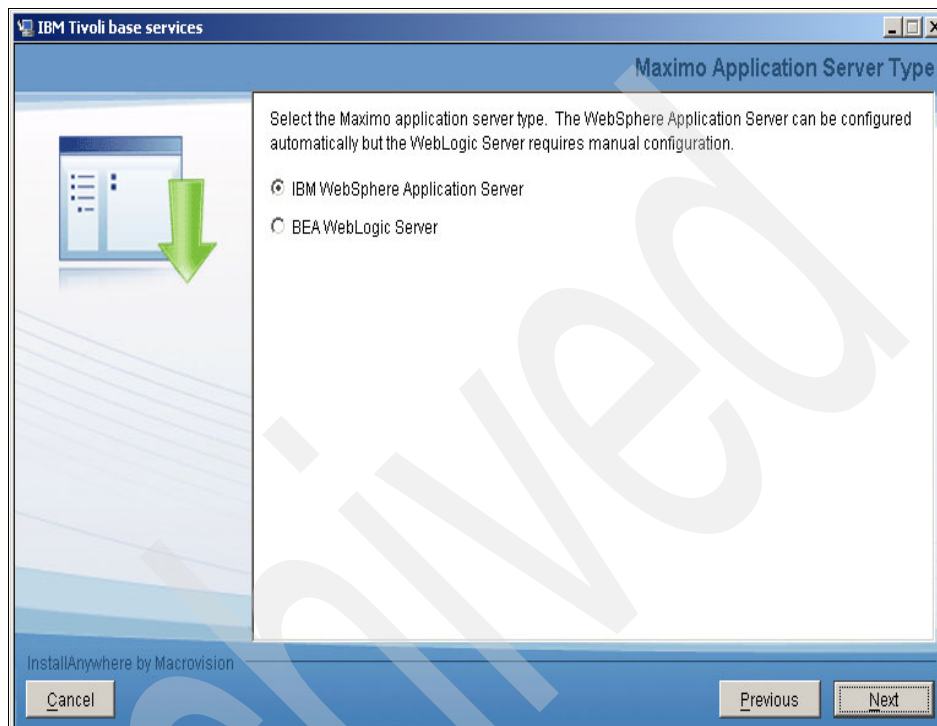 IBM Tivoli base services
Maximo Application Server Type
Select the Maximo application server type. The WebSphere Application Server can be configured
automatically but the WebLogic Server requires manual configuration.
IBM WebSphere Application Server
BEA WebLogic Server
InstallAnywhere by Macrovision
Cancel
Previous
Next